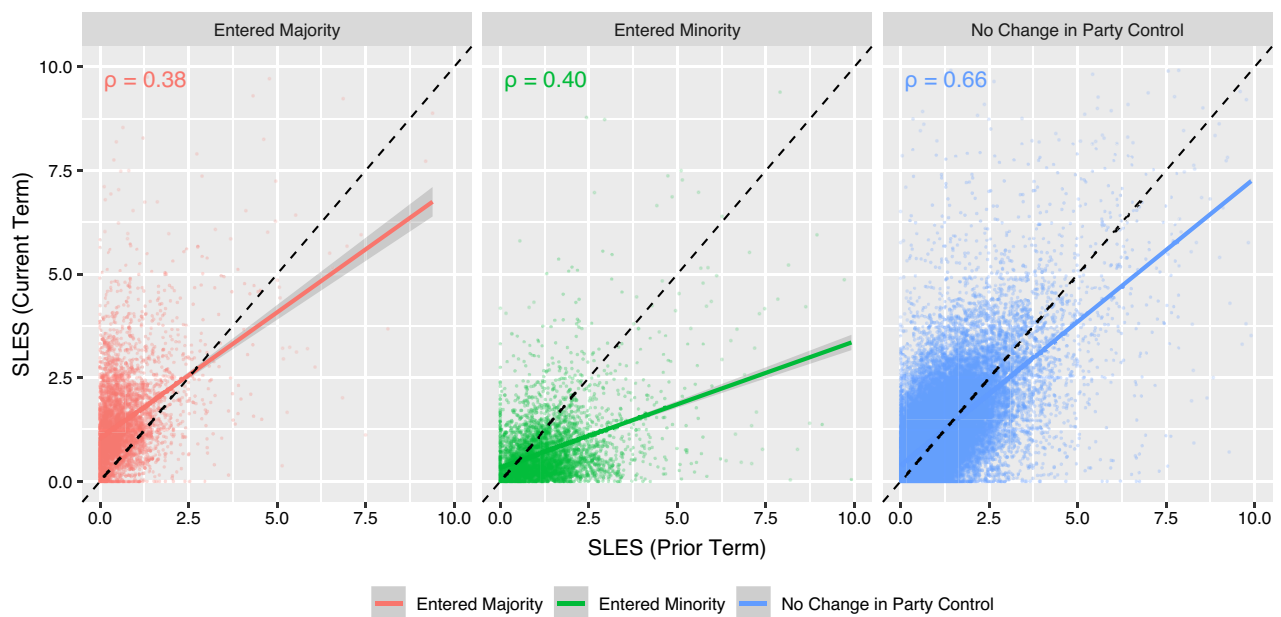 Entered Majority Entered Minority No Change in Party Control
ρ = 0.38 ρ = 0.40 ρ = 0.66
10.0
7.5
5.0
2.5
0.0
SLES (Current Term)
0.0 2.5 5.0 7.5 10.0 0.0 2.5 5.0 7.5 10.0 0.0 2.5 5.0 7.5 10.0
SLES (Prior Term)
Entered Majority Entered Minority No Change in Party Control